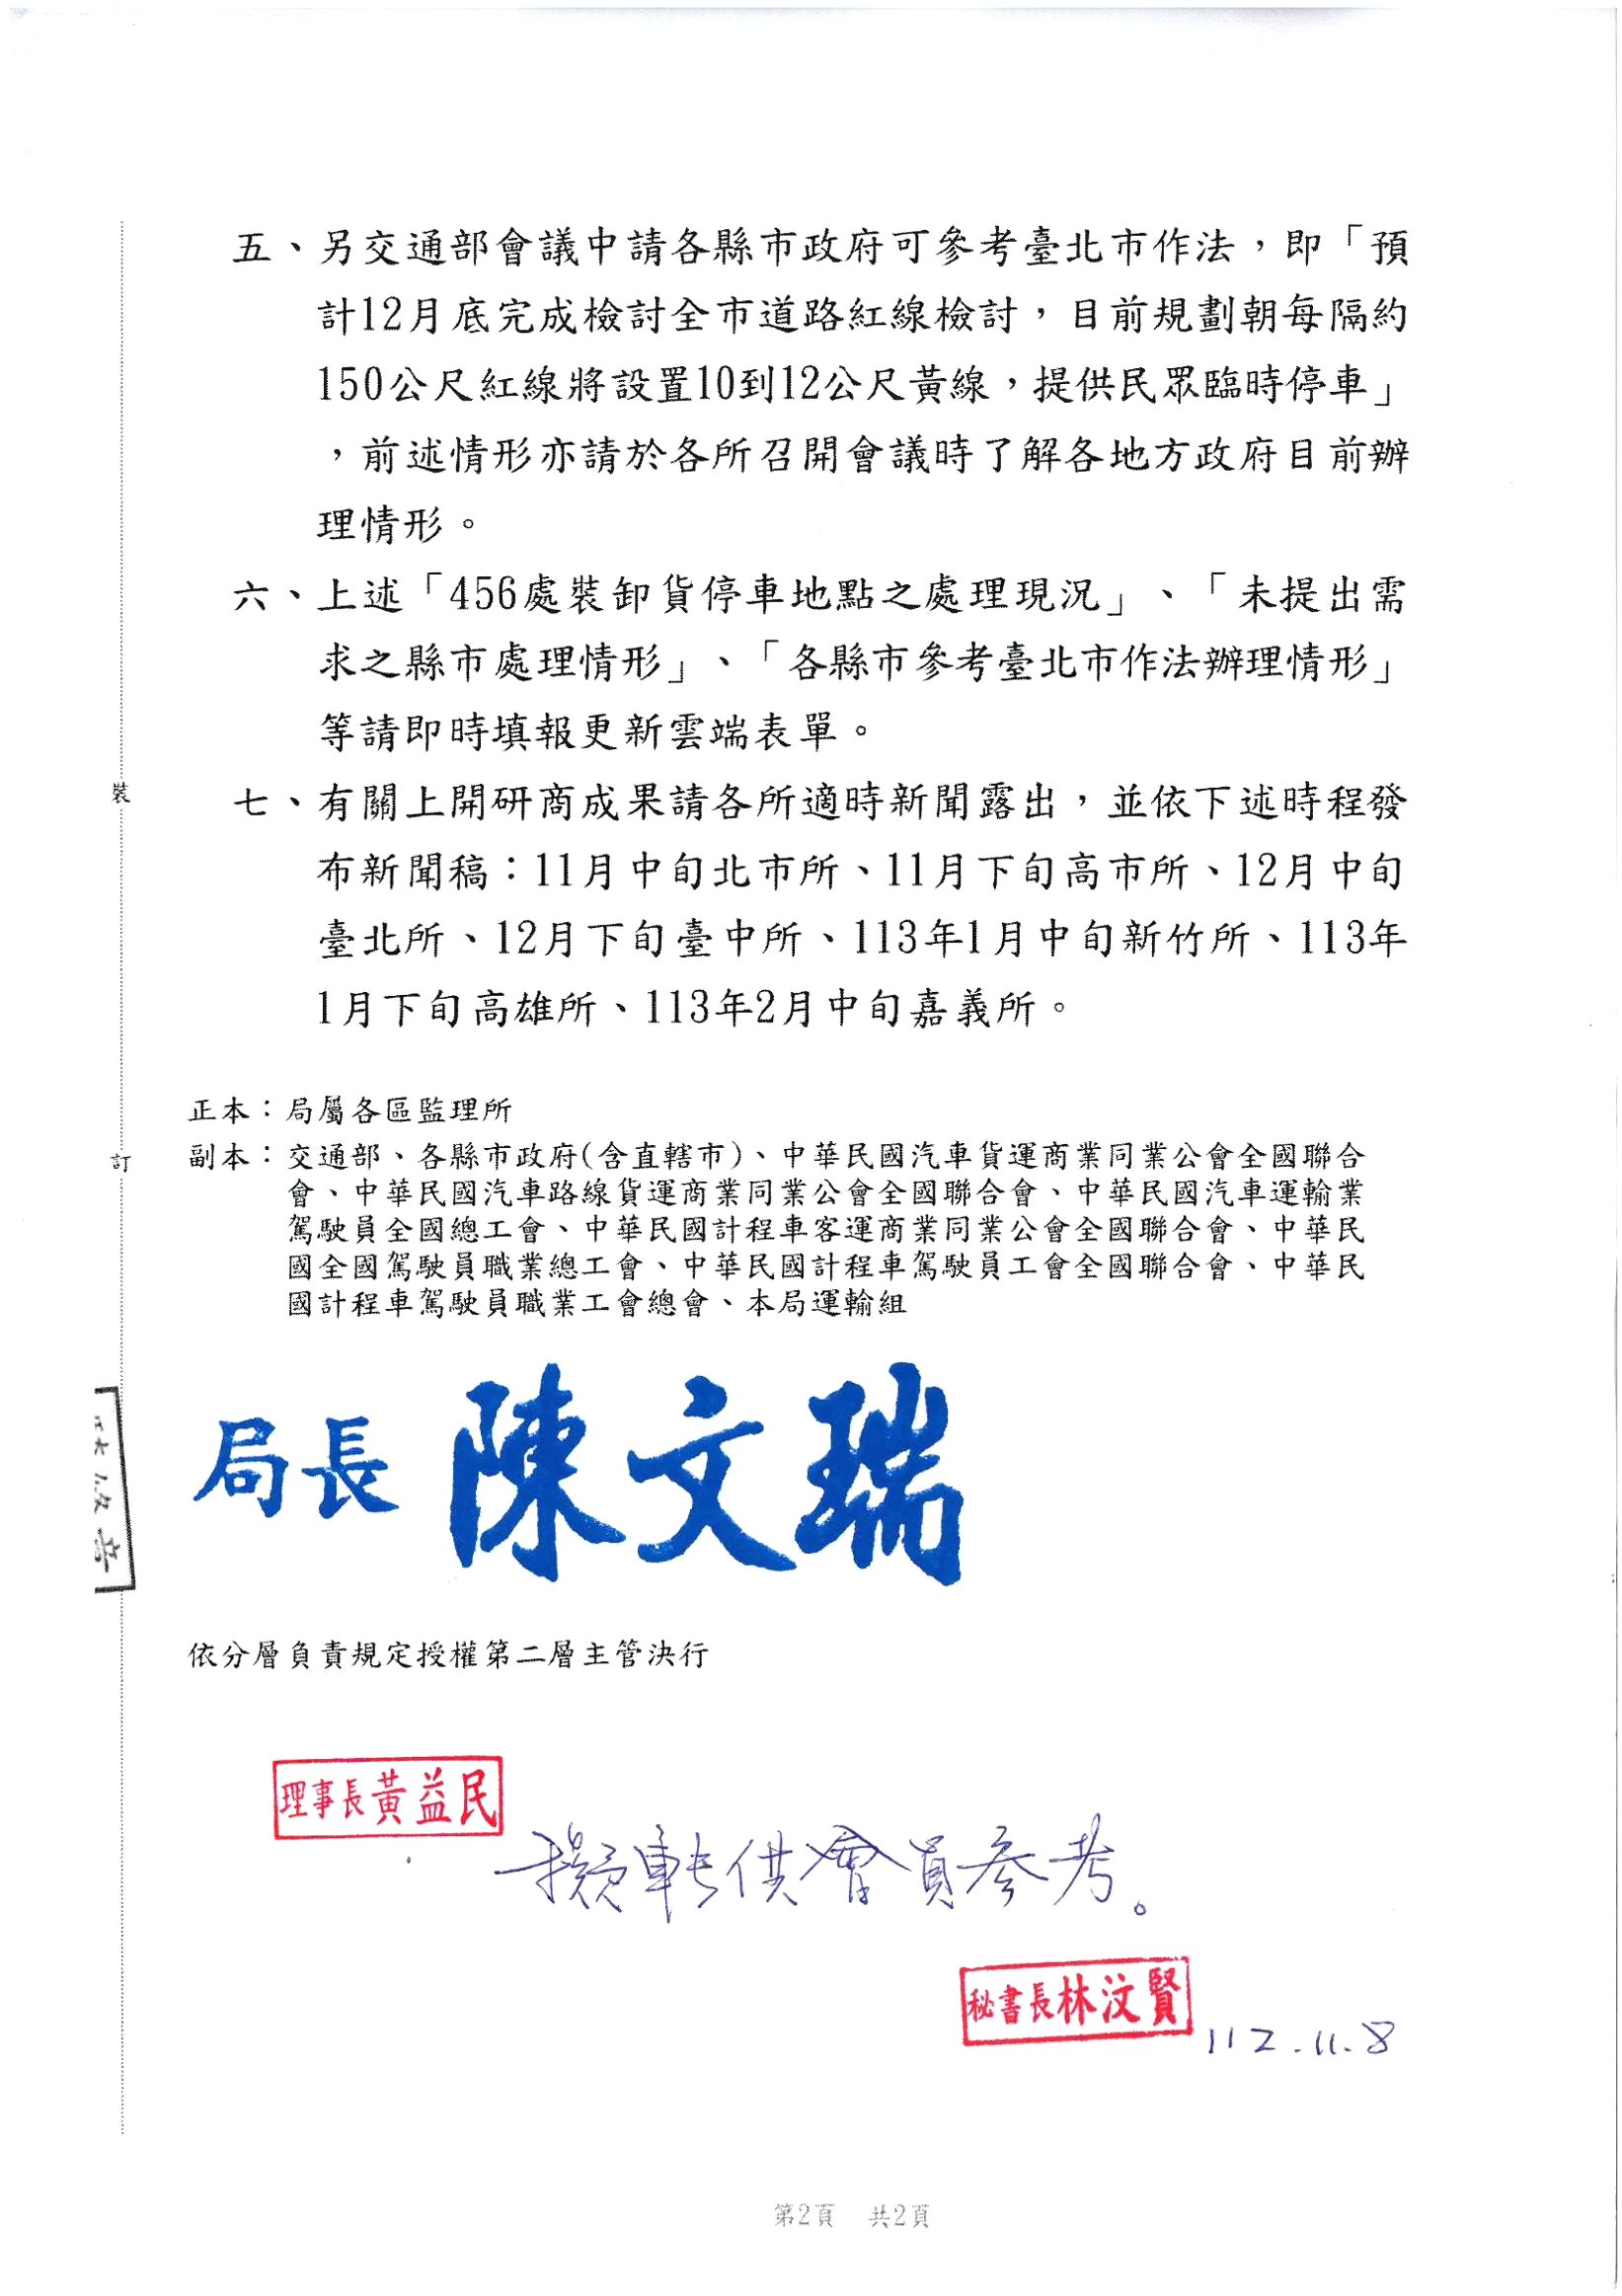 五、另交通部會議中請各縣市政府可參考臺北市作法，即「預
計12月底完成檢討全市道路紅線檢討，目前規劃朝每隔約
150公尺紅線將設置10到12公尺黃線，提供民眾臨時停車」
，前述情形亦請於各所召開會議時了解各地方政府目前辦
理情形。
六、上述「456處裝卸貨停車地點之處理現況」、「未提出需
求之縣市處理情形」、「各縣市參考臺北市作法辦理情形」
等請即時填報更新雲端表單。
七、有關上開研商成果請各所適時新聞露出，並依下述時程發
布新聞稿：11月中旬北市所、11月下旬高市所、12月中旬
臺北所、12月下旬臺中所、113年1月中旬新竹所、113年
1月下旬高雄所、113年2月中旬嘉義所。
裝
訂
正本：局屬各區監理所
副本：交通部、各縣市政府(含直轄市)、中華民國汽車貨運商業同業公會全國聯合
會、中華民國汽車路線貨運商業同業公會全國聯合會、中華民國汽車運輸業
駕駛員全國總工會、中華民國計程車客運商業同業公會全國聯合會、中華民
國全國駕駛員職業總工會、中華民國計程車駕駛員工會全國聯合會、中華民
國計程車駕駛員職業工會總會、本局運輸組
局長 陳文瑞
依分層負責規定授權第二層主管決行
理事長黃益民
擬轉供會員參考。
秘書長林汶賢
112.11.8
第2頁 共2頁